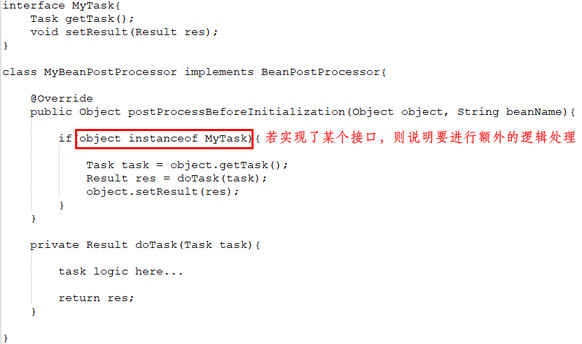 interface MyTask{
    Task getTask();
    void setResult(Result res);
}
class MyBeanPostProcessor implements BeanPostProcessor{
    @Override
    public Object postProcessBeforeInitialization(Object object, String beanName){
        if object instanceof MyTask){ 若实现了某个接口，则说明要进行额外的逻辑处理
            Task task = object.getTask();
            Result res = doTask(task);
            object.setResult(res);
        }
    }
    private Result doTask(Task task){
        task logic here...
        return res;
    }
}